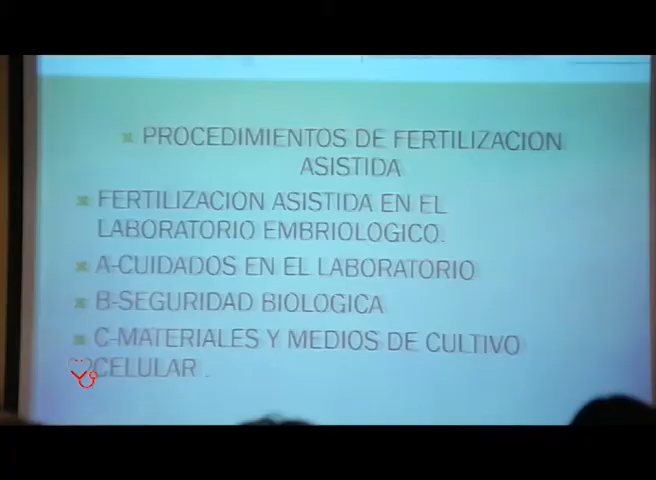 PROCEDIMIENTOS DE FERTILIZACION
ASISTIDA
FERTILIZACION ASISTIDA EN EL
LABORATORIO EMBRIOLOGICO.
A-CUIDADOS EN EL LABORATORIO
B-SEGURIDAD BIOLOGICA
C-MATERIALES Y MEDIOS DE CULTIVO
CELULAR .